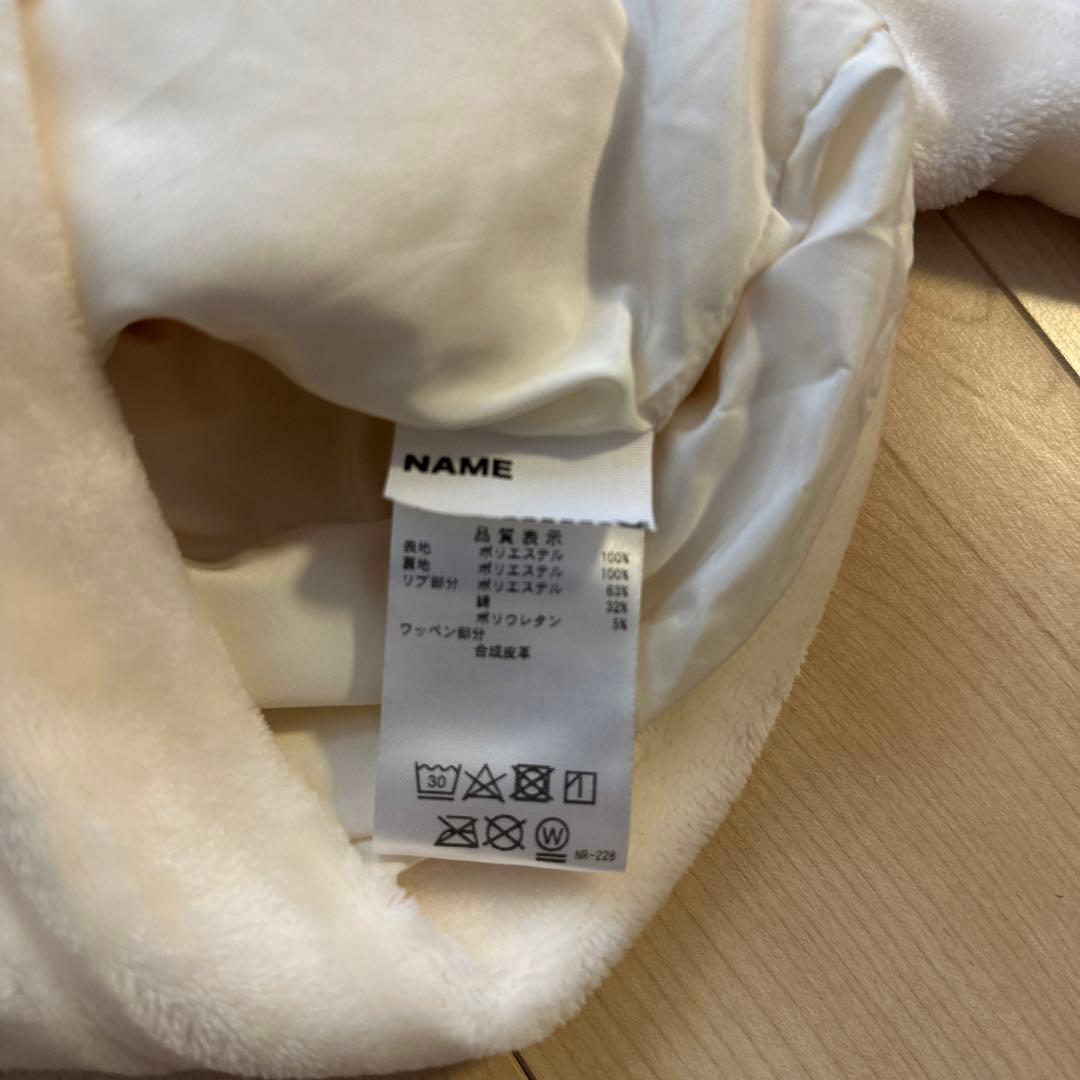 NAME
品質表示
表地 ポリエステル 100%
裏地 ポリエステル 100%
リブ部分 ポリエステル 63%
綿 32%
ポリウレタン 5%
ワッペン部分
合成皮革
30
W
NR-228